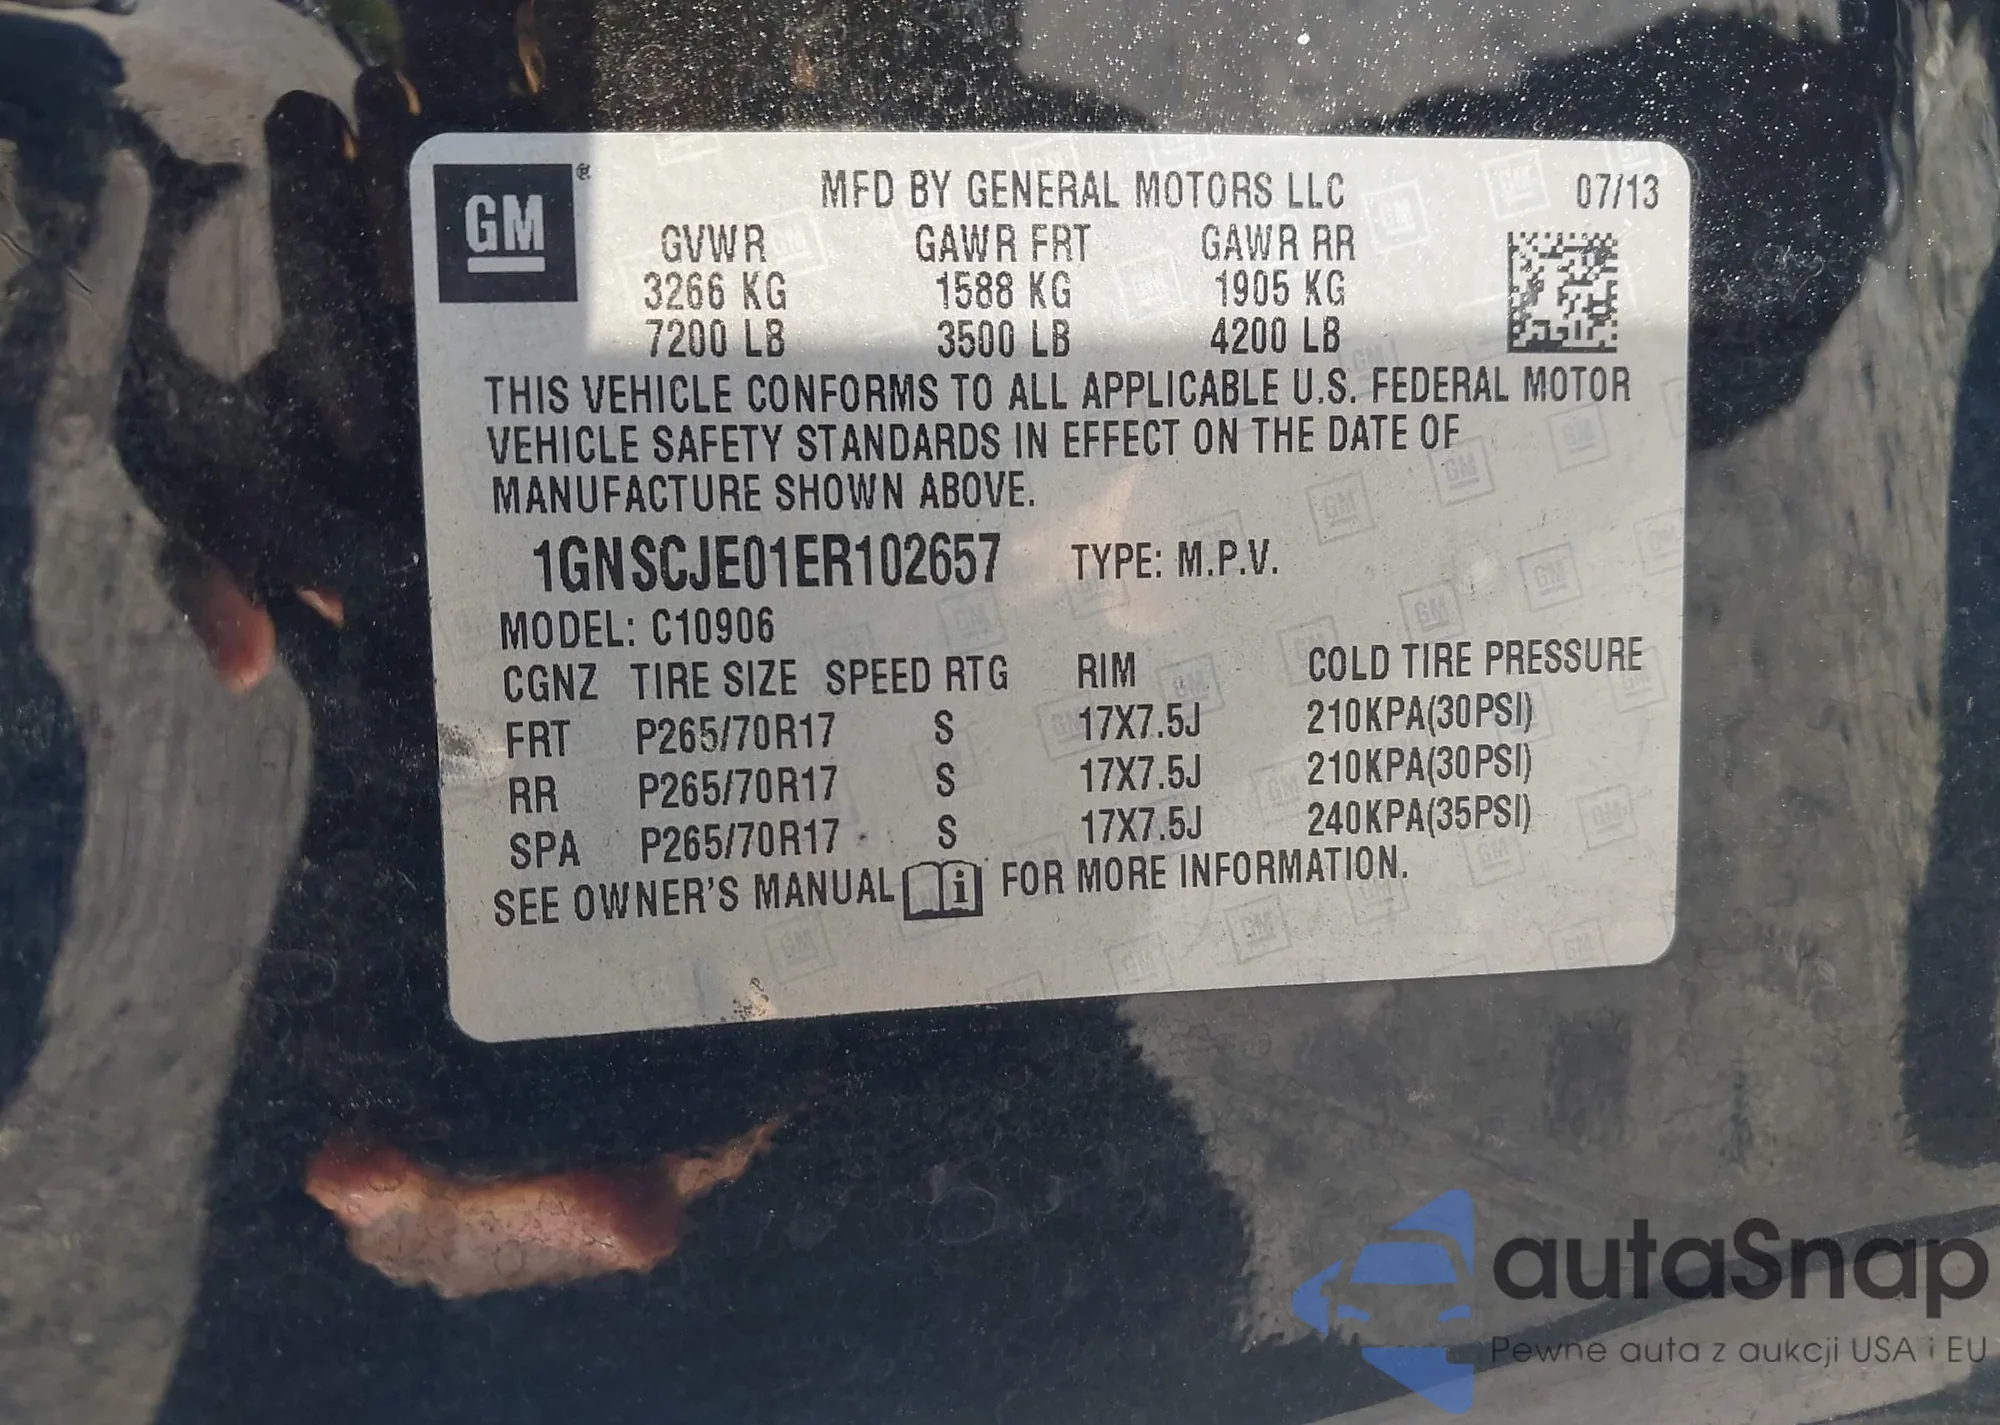 GM®
MFD BY GENERAL MOTORS LLC 07/13
GVWR GAWR FRT GAWR RR
3266 KG 1588 KG 1905 KG
7200 LB 3500 LB 4200 LB
THIS VEHICLE CONFORMS TO ALL APPLICABLE U.S. FEDERAL MOTOR
VEHICLE SAFETY STANDARDS IN EFFECT ON THE DATE OF
MANUFACTURE SHOWN ABOVE.
1GNSCJE01ER102657 TYPE: M.P.V.
MODEL: C10906
CGNZ TIRE SIZE SPEED RTG RIM COLD TIRE PRESSURE
FRT P265/70R17 S 17X7.5J 210KPA(30PSI)
RR P265/70R17 S 17X7.5J 210KPA(30PSI)
SPA P265/70R17 S 17X7.5J 240KPA(35PSI)
SEE OWNER'S MANUAL i FOR MORE INFORMATION.
autaSnap
Pewne auta z aukcji USA i EU